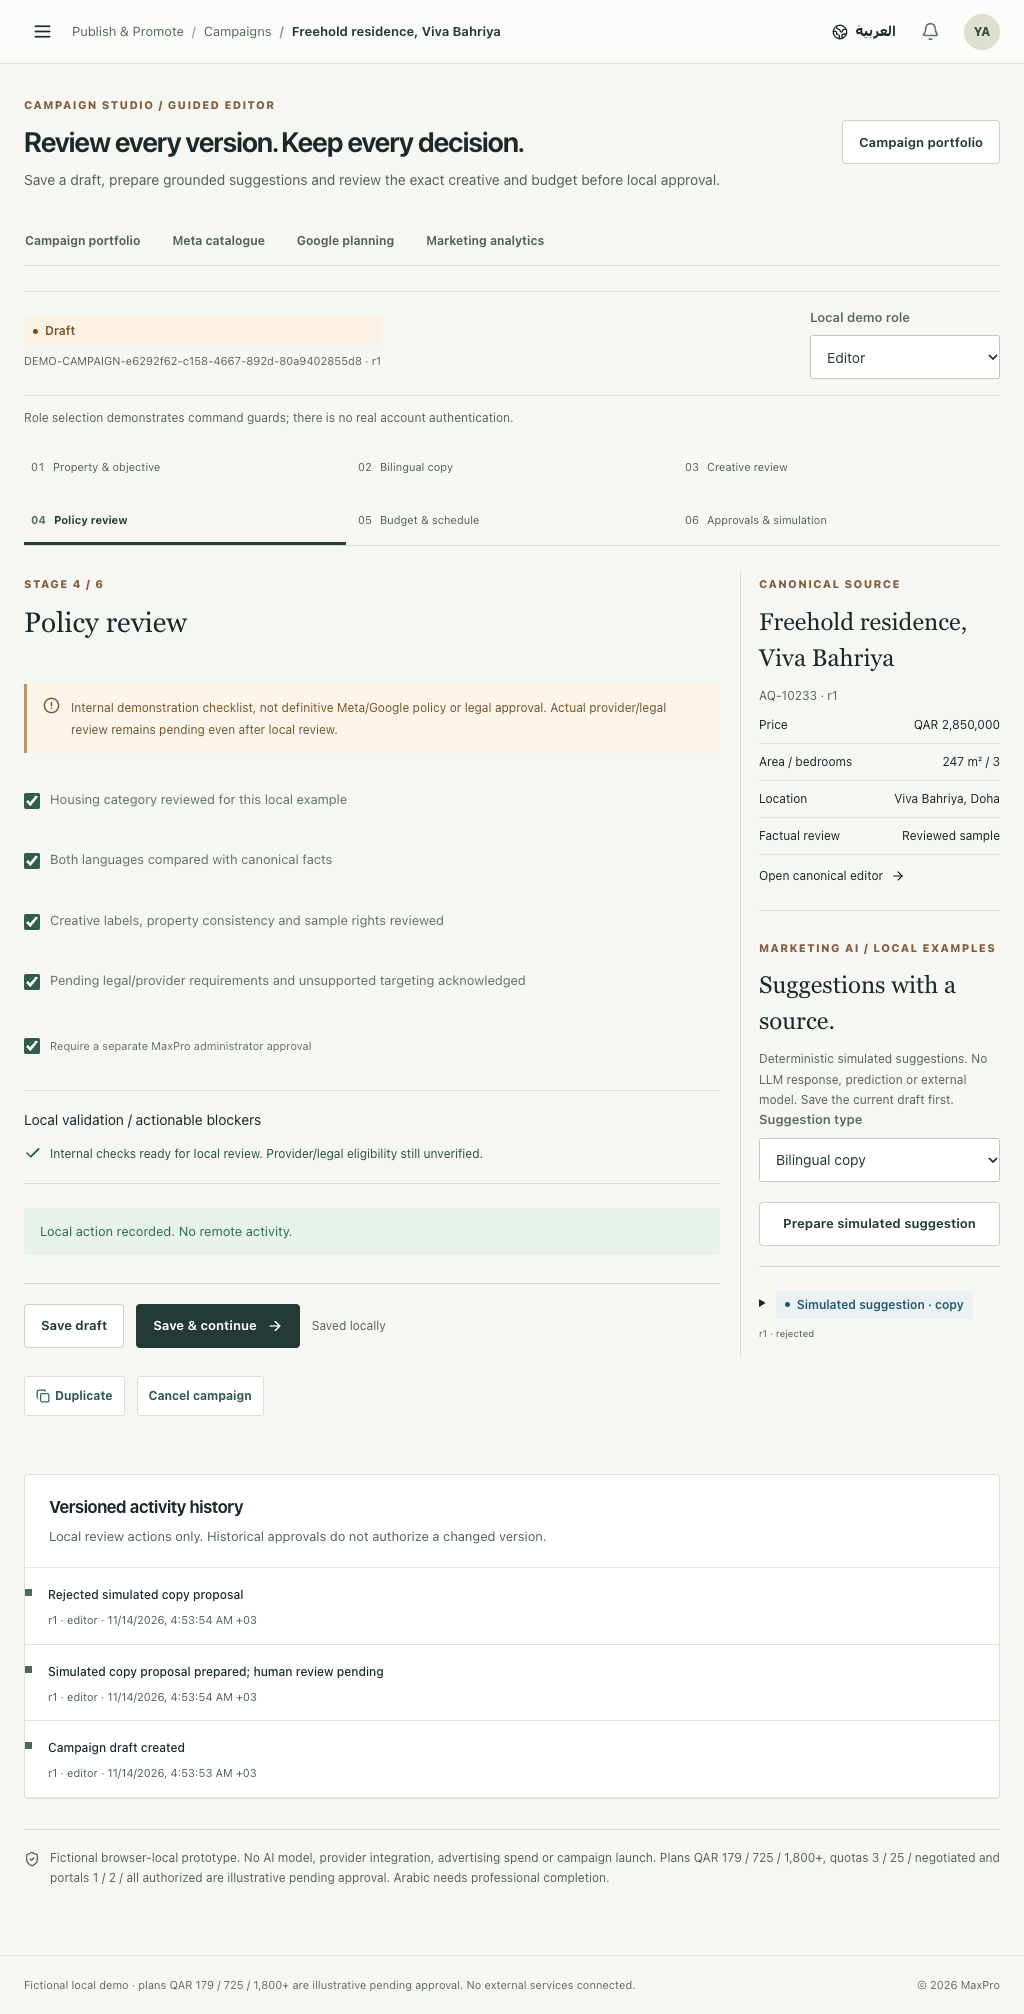 Publish & Promote / Campaigns / Freehold residence, Viva Bahriya
العربية
YA
CAMPAIGN STUDIO / GUIDED EDITOR
Review every version. Keep every decision.
Campaign portfolio
Save a draft, prepare grounded suggestions and review the exact creative and budget before local approval.
Campaign portfolio
Meta catalogue
Google planning
Marketing analytics
Draft
DEMO-CAMPAIGN-e6292f62-c158-4667-892d-80a9402855d8 · r1
Local demo role
Editor
Role selection demonstrates command guards; there is no real account authentication.
01 Property & objective
02 Bilingual copy
03 Creative review
04 Policy review
05 Budget & schedule
06 Approvals & simulation
STAGE 4 / 6
Policy review
Internal demonstration checklist, not definitive Meta/Google policy or legal approval. Actual provider/legal
review remains pending even after local review.
Housing category reviewed for this local example
Both languages compared with canonical facts
Creative labels, property consistency and sample rights reviewed
Pending legal/provider requirements and unsupported targeting acknowledged
Require a separate MaxPro administrator approval
Local validation / actionable blockers
Internal checks ready for local review. Provider/legal eligibility still unverified.
Local action recorded. No remote activity.
Save draft
Save & continue
Saved locally
Duplicate
Cancel campaign
CANONICAL SOURCE
Freehold residence,
Viva Bahriya
AQ-10233 · r1
Price QAR 2,850,000
Area / bedrooms 247 m² / 3
Location Viva Bahriya, Doha
Factual review Reviewed sample
Open canonical editor
MARKETING AI / LOCAL EXAMPLES
Suggestions with a
source.
Deterministic simulated suggestions. No
LLM response, prediction or external
model. Save the current draft first.
Suggestion type
Bilingual copy
Prepare simulated suggestion
Simulated suggestion · copy
r1 · rejected
Versioned activity history
Local review actions only. Historical approvals do not authorize a changed version.
Rejected simulated copy proposal
r1 · editor · 11/14/2026, 4:53:54 AM +03
Simulated copy proposal prepared; human review pending
r1 · editor · 11/14/2026, 4:53:54 AM +03
Campaign draft created
r1 · editor · 11/14/2026, 4:53:53 AM +03
Fictional browser-local prototype. No AI model, provider integration, advertising spend or campaign launch. Plans QAR 179 / 725 / 1,800+, quotas 3 / 25 / negotiated and
portals 1 / 2 / all authorized are illustrative pending approval. Arabic needs professional completion.
Fictional local demo · plans QAR 179 / 725 / 1,800+ are illustrative pending approval. No external services connected.
© 2026 MaxPro